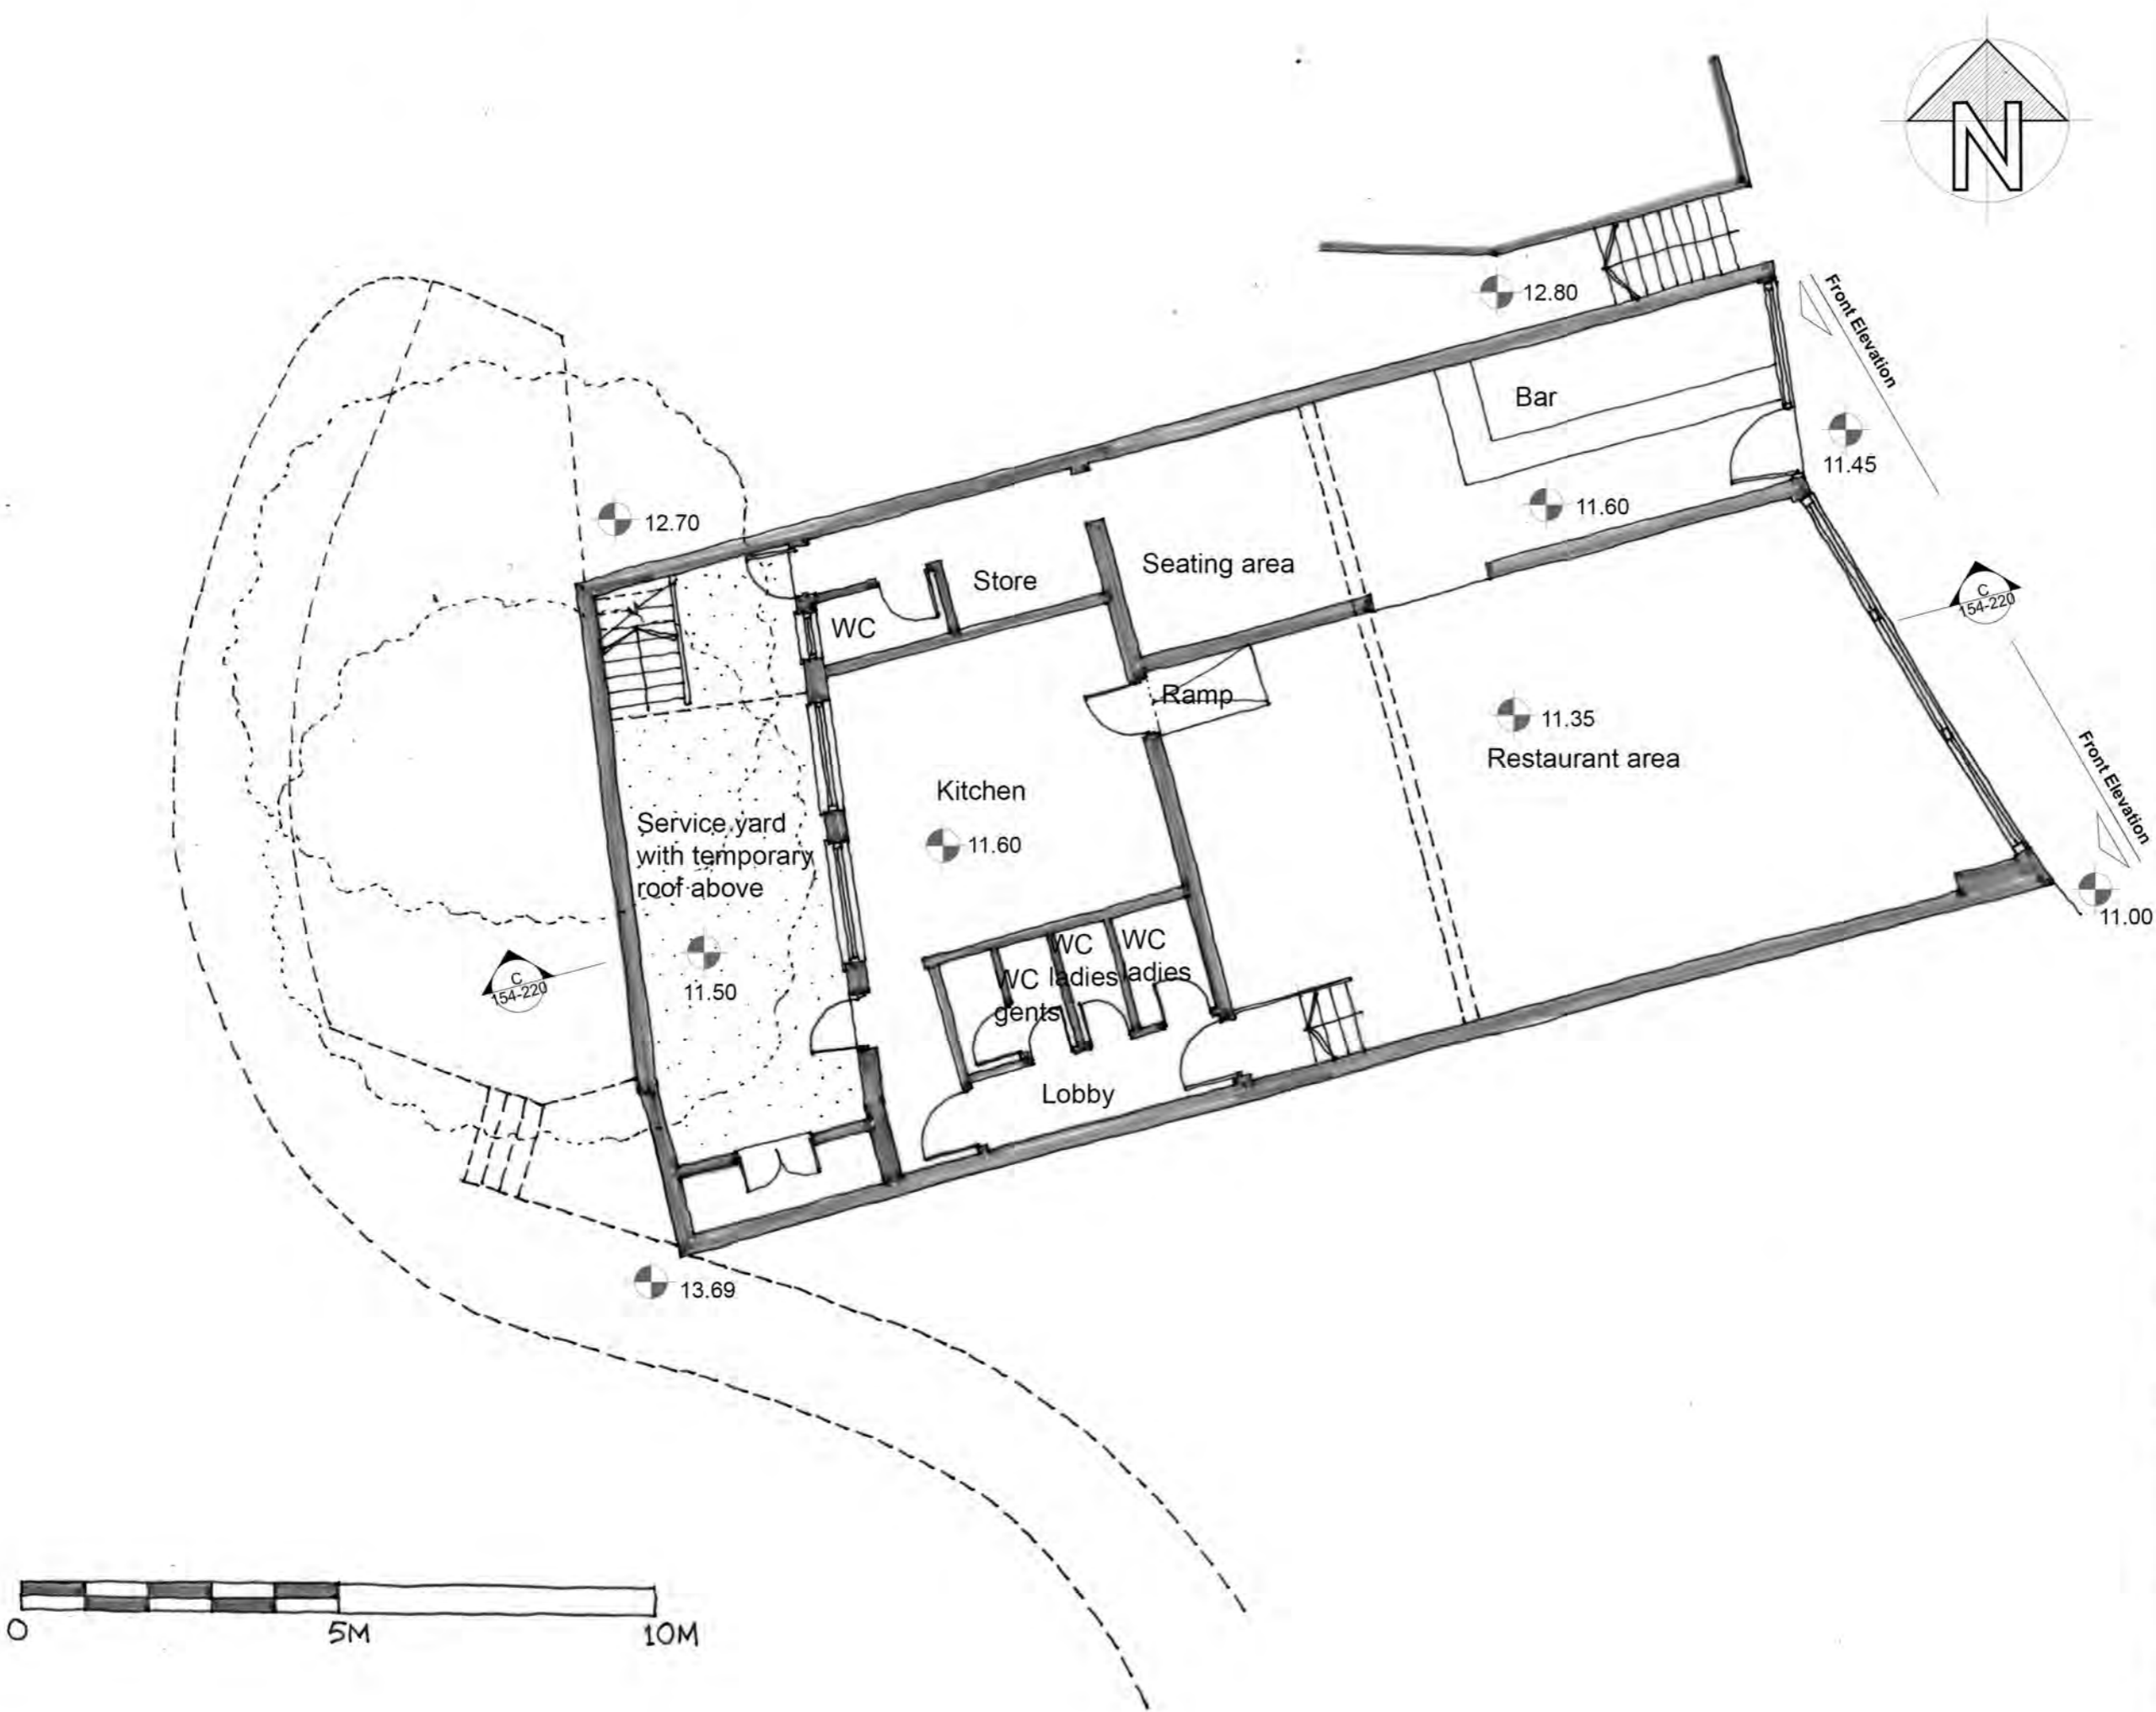 N
12.80
Front Elevation
Bar
11.45
12.70
11.60
Seating area
Store
C
154-220
WC
Ramp
11.35
Restaurant area
Front Elevation
Kitchen
11.60
Service yard
with temporary
roof above
11.00
WC
ladies
WC
ladies
WC
gents
C
154-220
11.50
Lobby
13.69
0
5M
10M